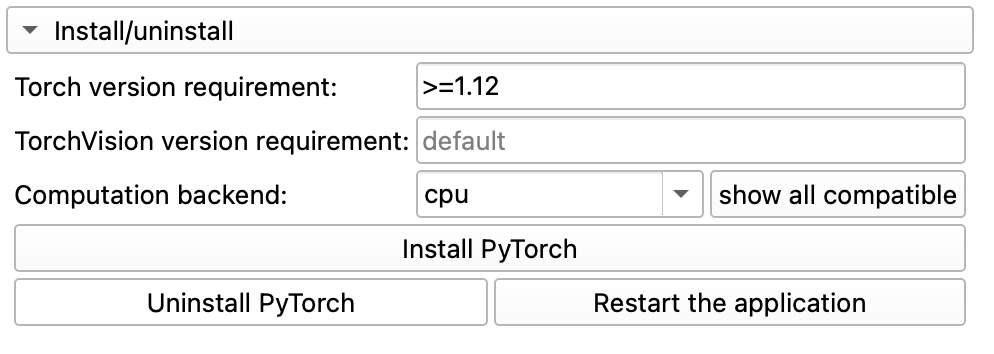 Install/uninstall
Torch version requirement: >=1.12
TorchVision version requirement: default
Computation backend: cpu show all compatible
Install PyTorch
Uninstall PyTorch Restart the application